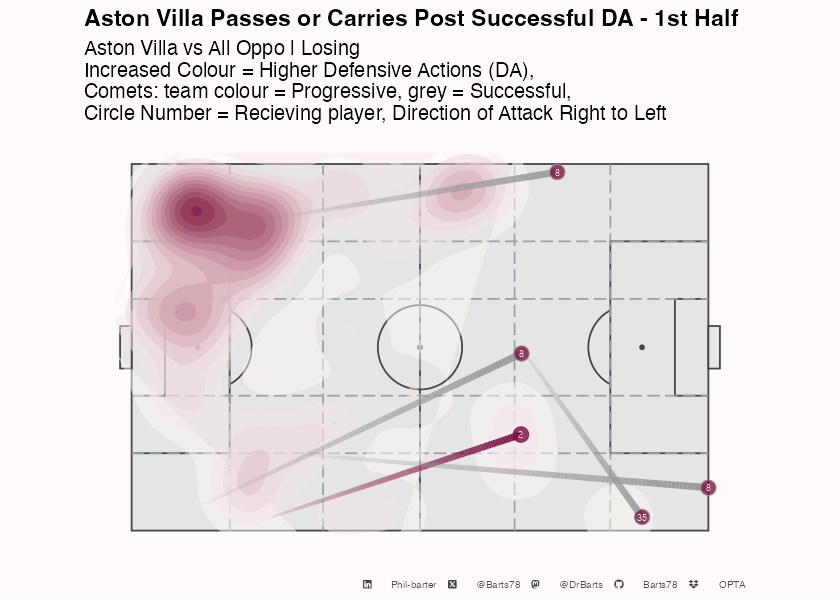 Aston Villa Passes or Carries Post Successful DA - 1st Half
Aston Villa vs All Oppo l Losing
Increased Colour = Higher Defensive Actions (DA),
Comets: team colour = Progressive, grey = Successful,
Circle Number = Recieving player, Direction of Attack Right to Left
8
8
2
8
35
Phil-barter @Barts78 @DrBarts Barts78 OPTA